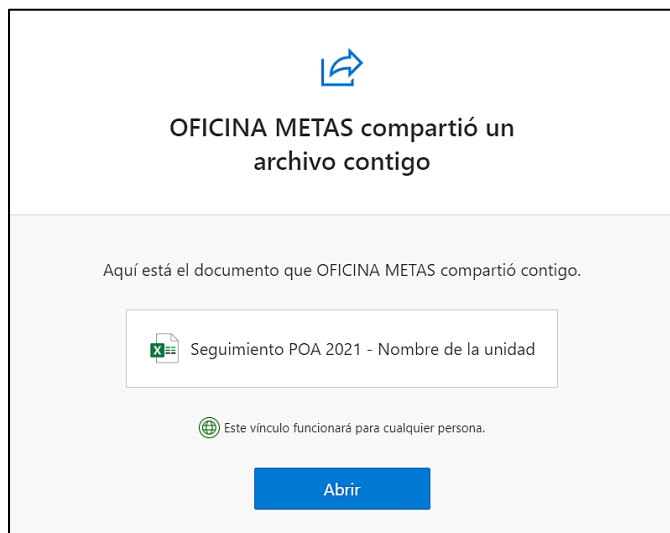 OFICINA METAS compartió un
archivo contigo
Aquí está el documento que OFICINA METAS compartió contigo.
Seguimiento POA 2021 - Nombre de la unidad
Este vínculo funcionará para cualquier persona.
Abrir